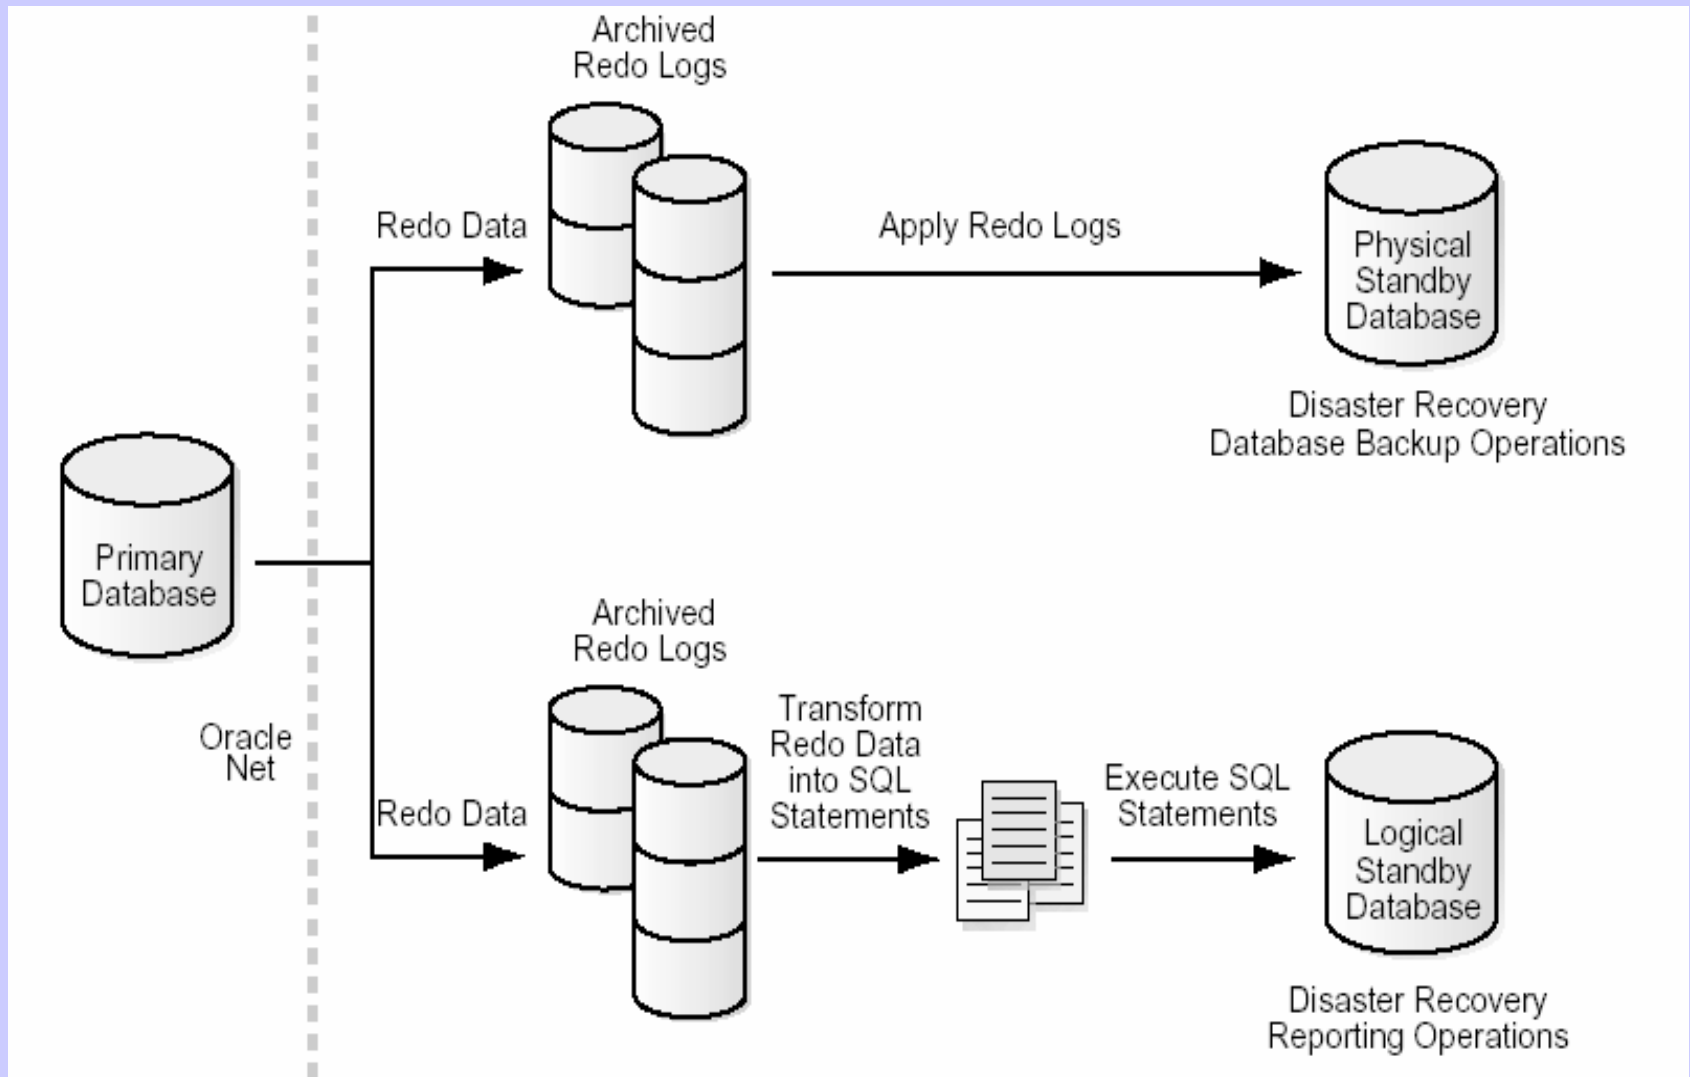 Archived
Redo Logs
Redo Data
Apply Redo Logs
Physical
Standby
Database
Disaster Recovery
Database Backup Operations
Primary
Database
Oracle
Net
Archived
Redo Logs
Redo Data
Transform
Redo Data
into SQL
Statements
Execute SQL
Statements
Logical
Standby
Database
Disaster Recovery
Reporting Operations